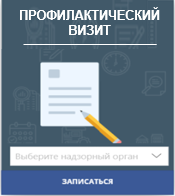 ПРОФИЛАКТИЧЕСКИЙ
ВИЗИТ
Выберите надзорный орган
ЗАПИСАТЬСЯ